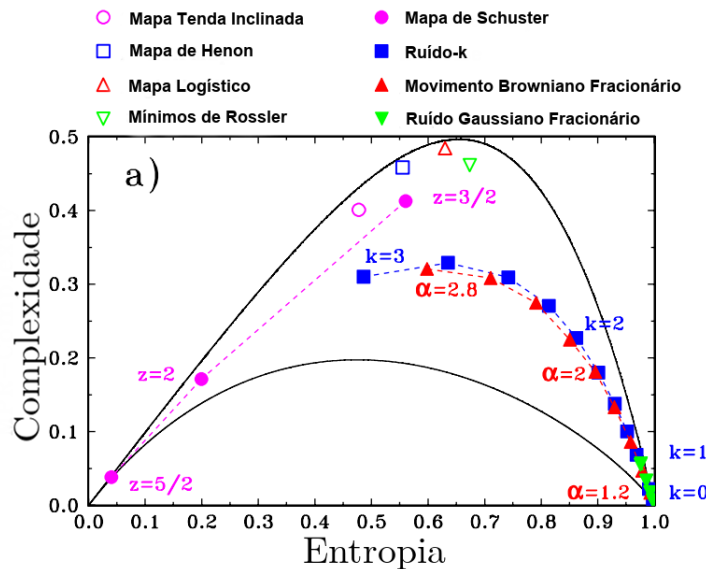 Mapa Tenda Inclinada
Mapa de Schuster
Mapa de Henon
Ruído-k
Mapa Logístico
Movimento Browniano Fracionário
Mínimos de Rossler
Ruído Gaussiano Fracionário
a)
Complexidade
0.5
0.4
0.3
0.2
0.1
0.0
z=3/2
k=3
α=2.8
k=2
z=2
α=2
k=1
z=5/2
α=1.2
k=0
0.0 0.1 0.2 0.3 0.4 0.5 0.6 0.7 0.8 0.9 1.0
Entropia